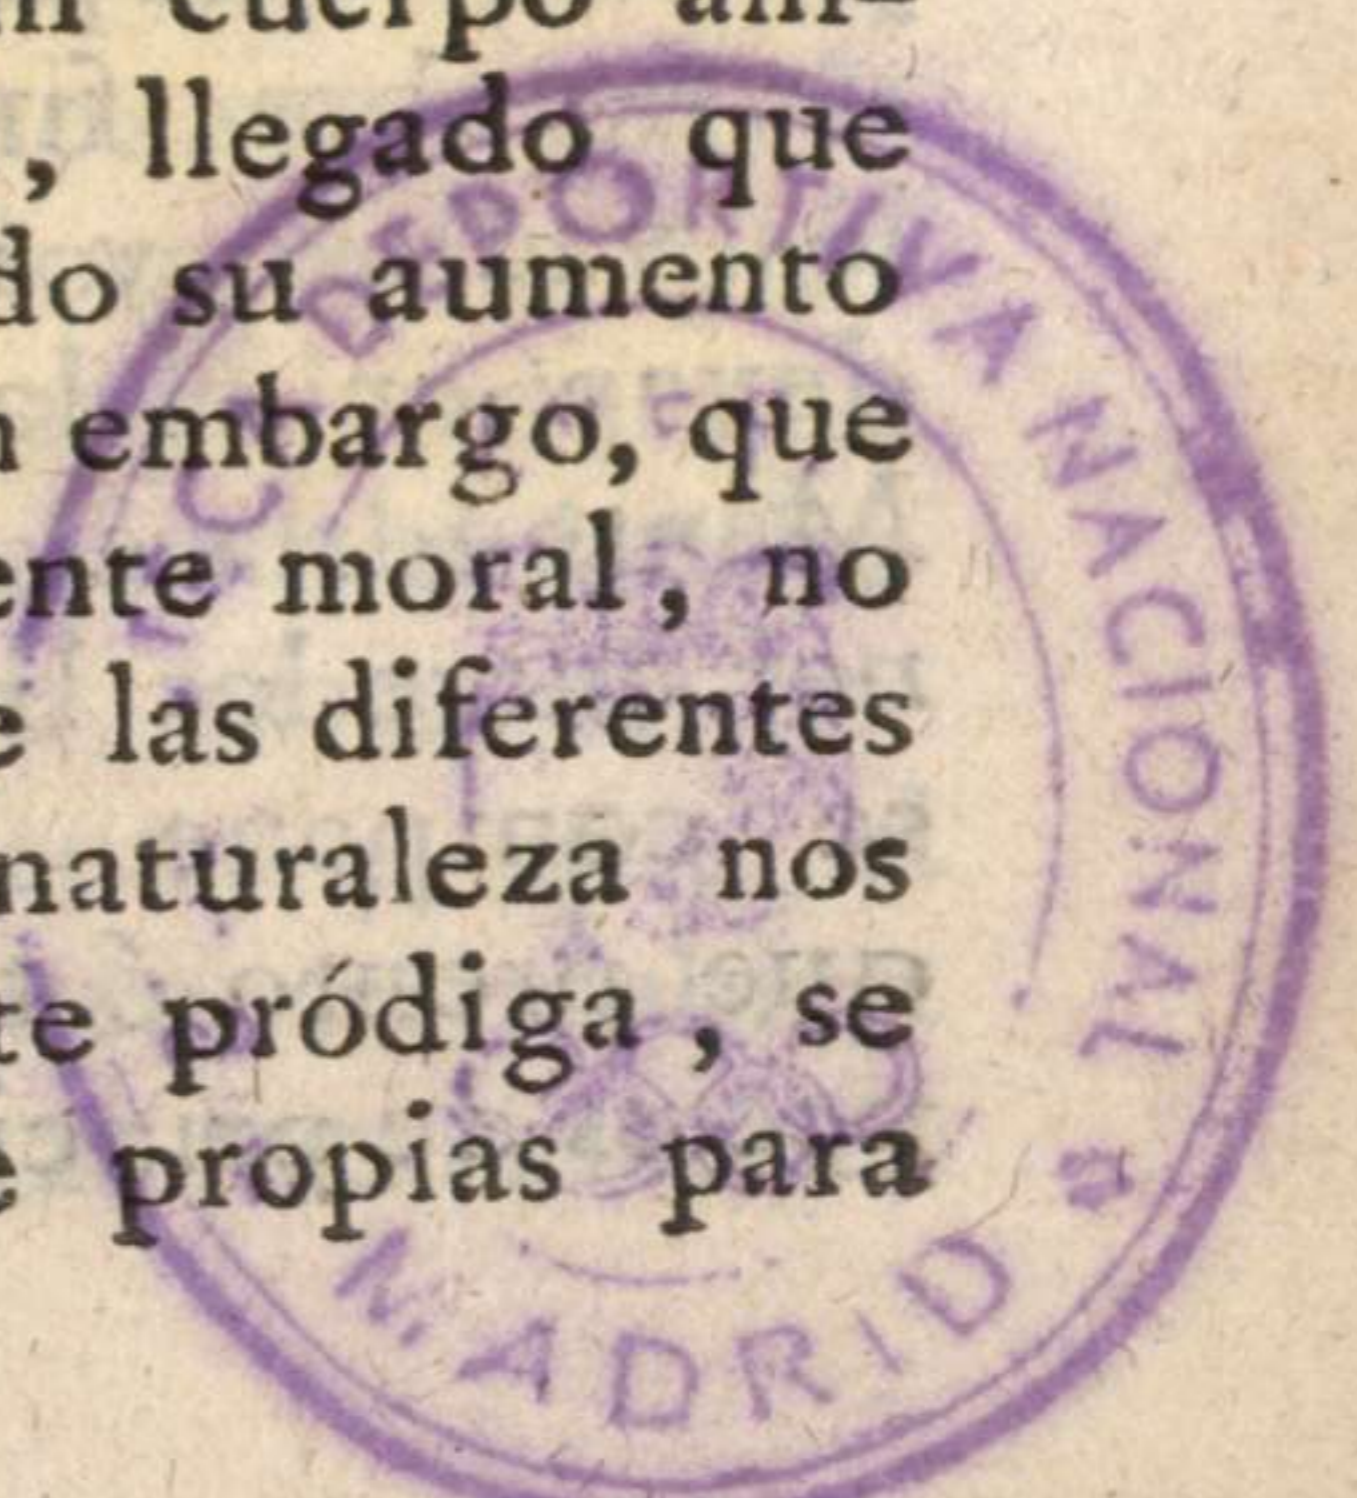 cuerpo ani-
, llegado que
do su aumento
embargo, que
ente moral, no
e las diferentes
naturaleza nos
te pródiga, se
e propias para
DEPORTIVA NACIONAL
MADRID